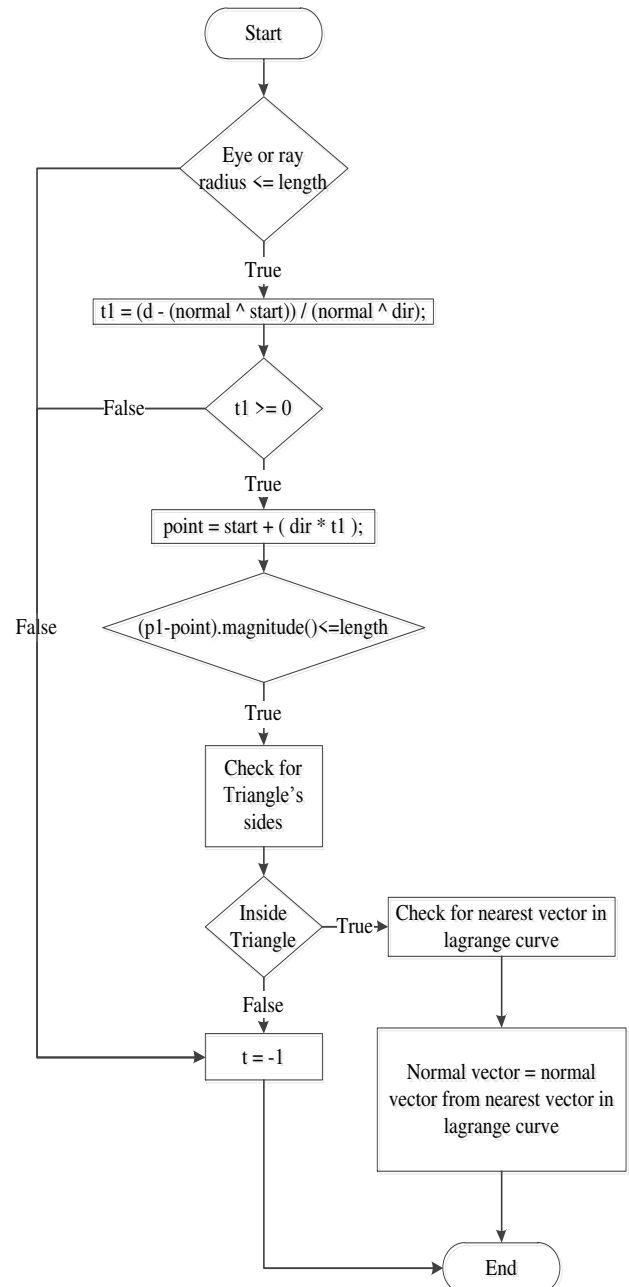 Start
Eye or ray
radius <= length
True
t1 = (d - (normal ^ start)) / (normal ^ dir);
False
t1 >= 0
True
point = start + ( dir * t1 );
False
(p1-point).magnitude()<=length
True
Check for
Triangle's
sides
Inside
Triangle
True
Check for nearest vector in
lagrange curve
False
t = -1
Normal vector = normal
vector from nearest vector in
lagrange curve
End